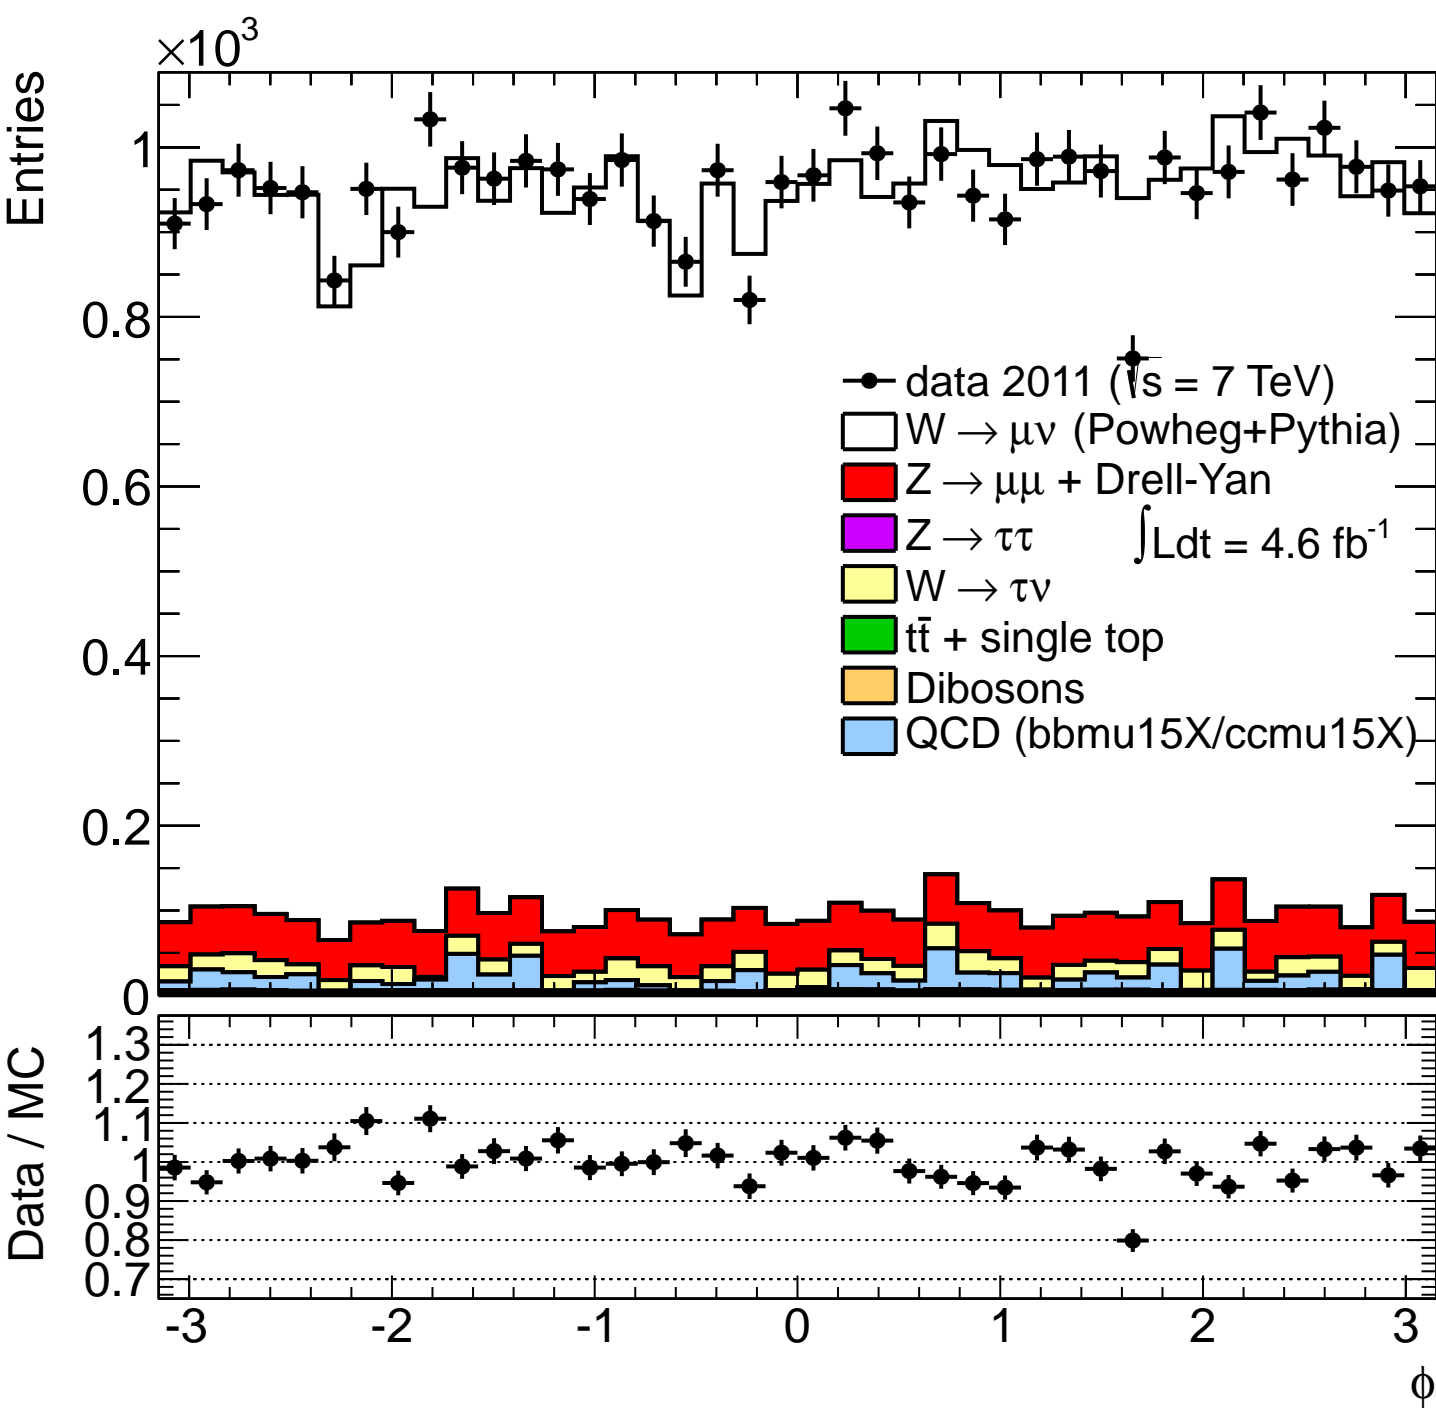 ×10³
Entries
1
0.8
0.6
0.4
0.2
0
data 2011 (√s = 7 TeV)
W → μν (Powheg+Pythia)
Z → μμ + Drell-Yan
Z → ττ
∫Ldt = 4.6 fb⁻¹
W → τν
tt̄ + single top
Dibosons
QCD (bbmu15X/ccmu15X)
Data / MC
1.3
1.2
1.1
1
0.9
0.8
0.7
-3 -2 -1 0 1 2 3
ϕ